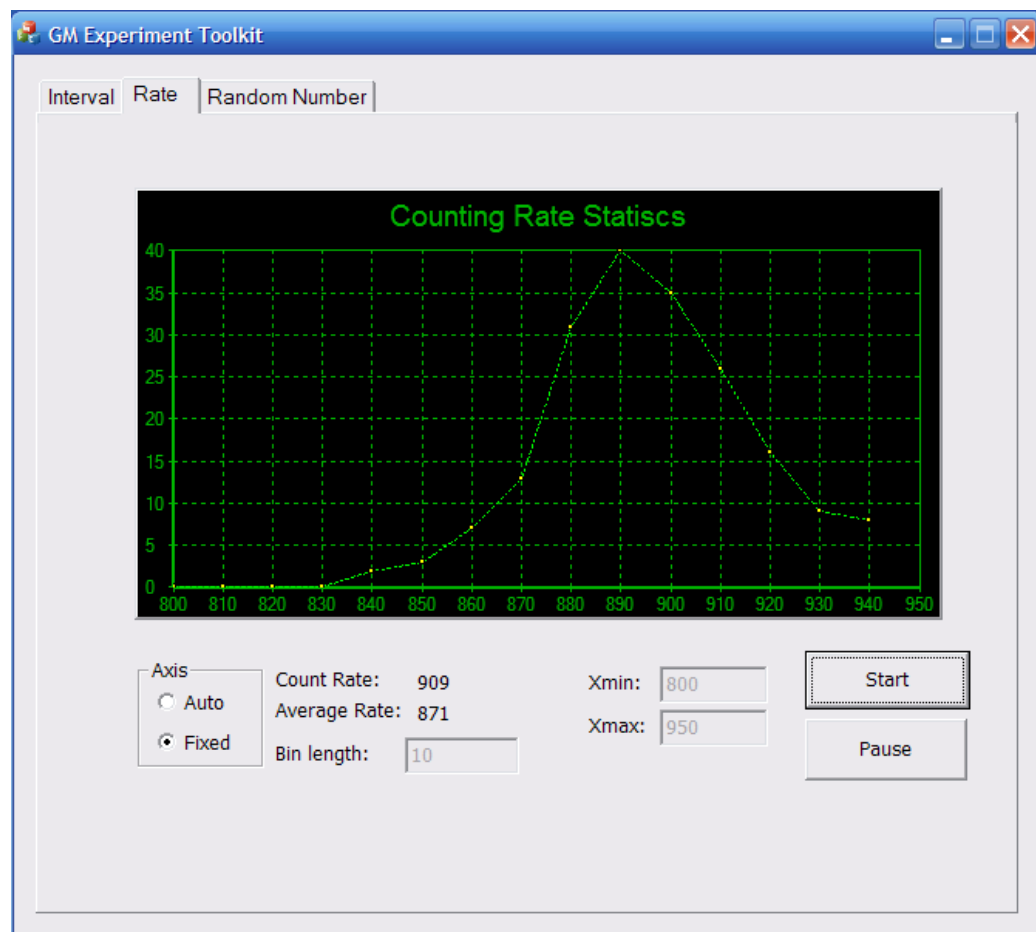 GM Experiment Toolkit
Interval Rate Random Number
Counting Rate Statiscs
40
35
30
25
20
15
10
5
0
800 810 820 830 840 850 860 870 880 890 900 910 920 930 940 950
Axis
Auto
Fixed
Count Rate: 909
Average Rate: 871
Bin length: 10
Xmin: 800
Xmax: 950
Start
Pause